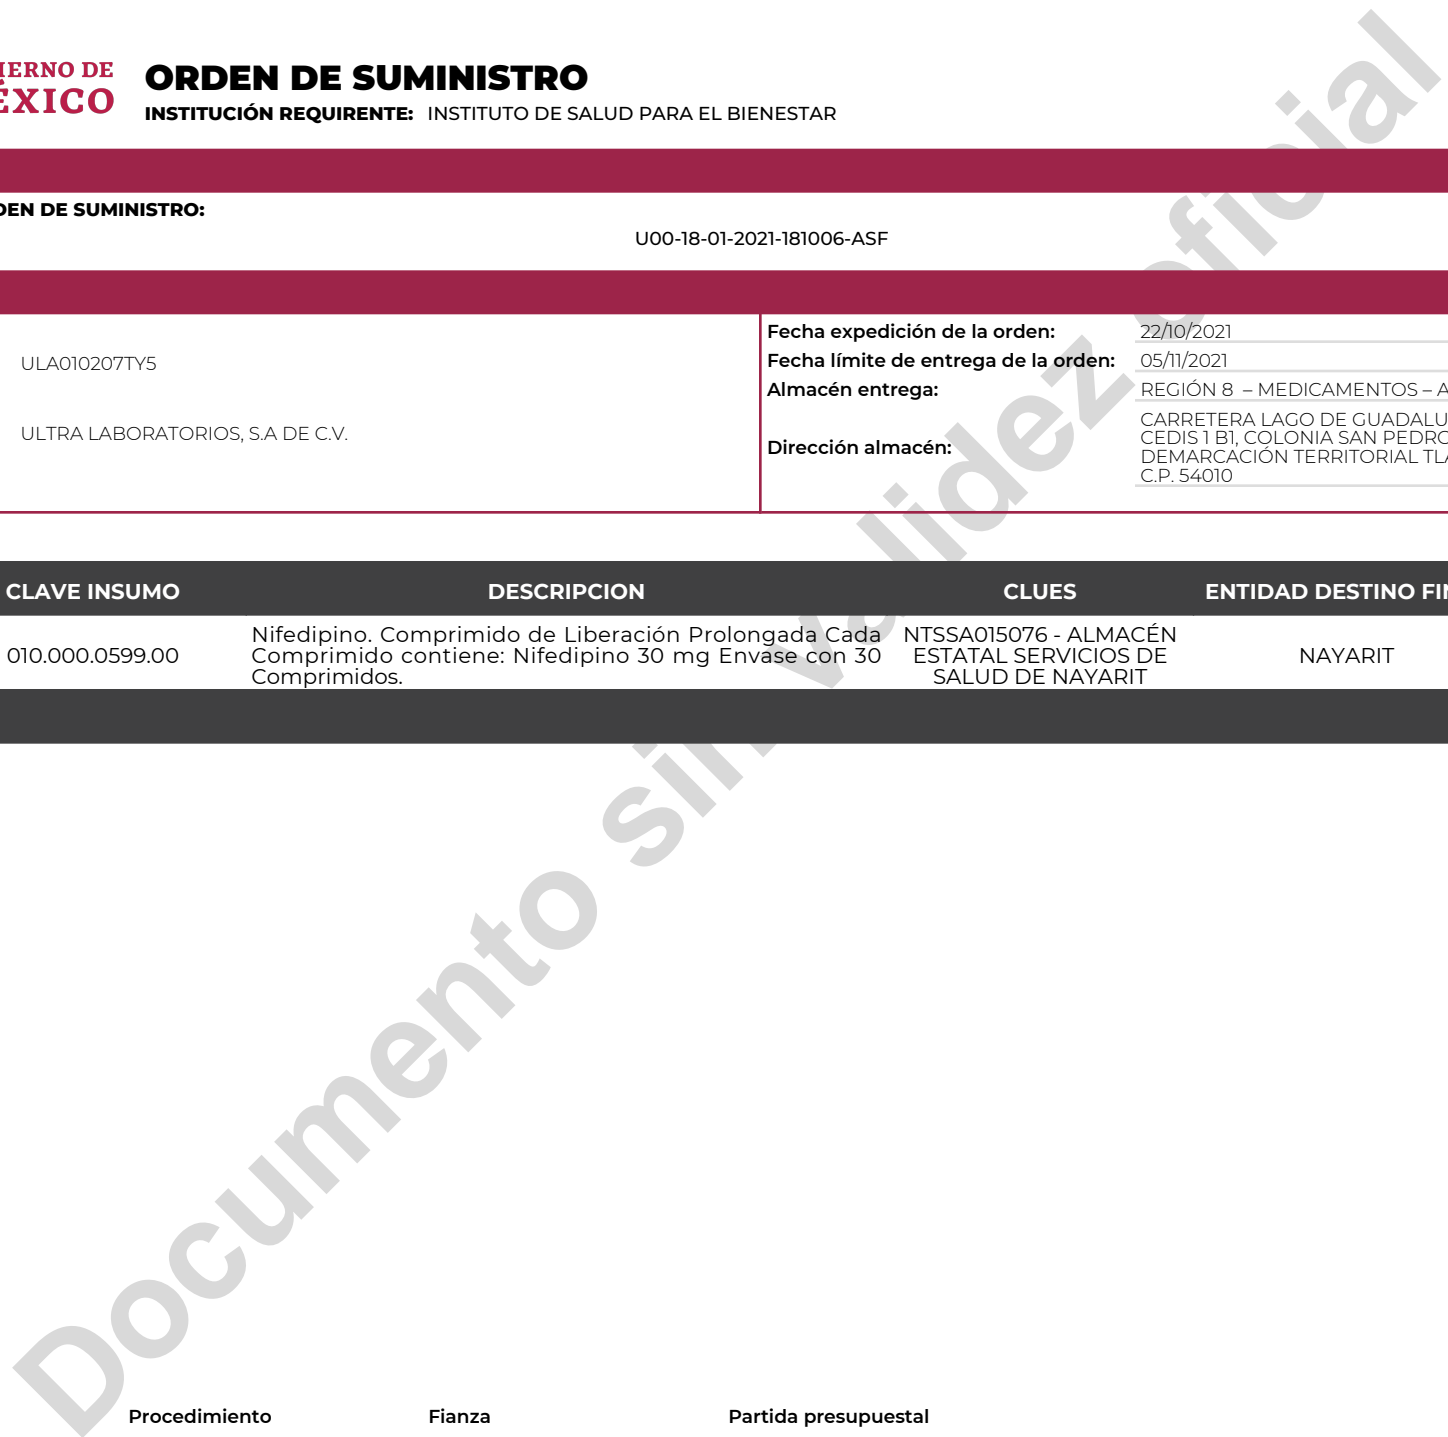 IERNO DE
ÉXICO
ORDEN DE SUMINISTRO
INSTITUCIÓN REQUIRENTE: INSTITUTO DE SALUD PARA EL BIENESTAR
DEN DE SUMINISTRO:
U00-18-01-2021-181006-ASF
ULA010207TY5
ULTRA LABORATORIOS, S.A DE C.V.
Fecha expedición de la orden: 22/10/2021
Fecha límite de entrega de la orden: 05/11/2021
Almacén entrega: REGIÓN 8 – MEDICAMENTOS – A
Dirección almacén:
CARRETERA LAGO DE GUADALU
CEDIS 1 B1, COLONIA SAN PEDRO
DEMARCACIÓN TERRITORIAL TLA
C.P. 54010
CLAVE INSUMO DESCRIPCION CLUES ENTIDAD DESTINO FIN
010.000.0599.00
Nifedipino. Comprimido de Liberación Prolongada Cada
Comprimido contiene: Nifedipino 30 mg Envase con 30
Comprimidos.
NTSSA015076 - ALMACÉN
ESTATAL SERVICIOS DE
SALUD DE NAYARIT
NAYARIT
Documento sin validez oficial
Procedimiento Fianza Partida presupuestal